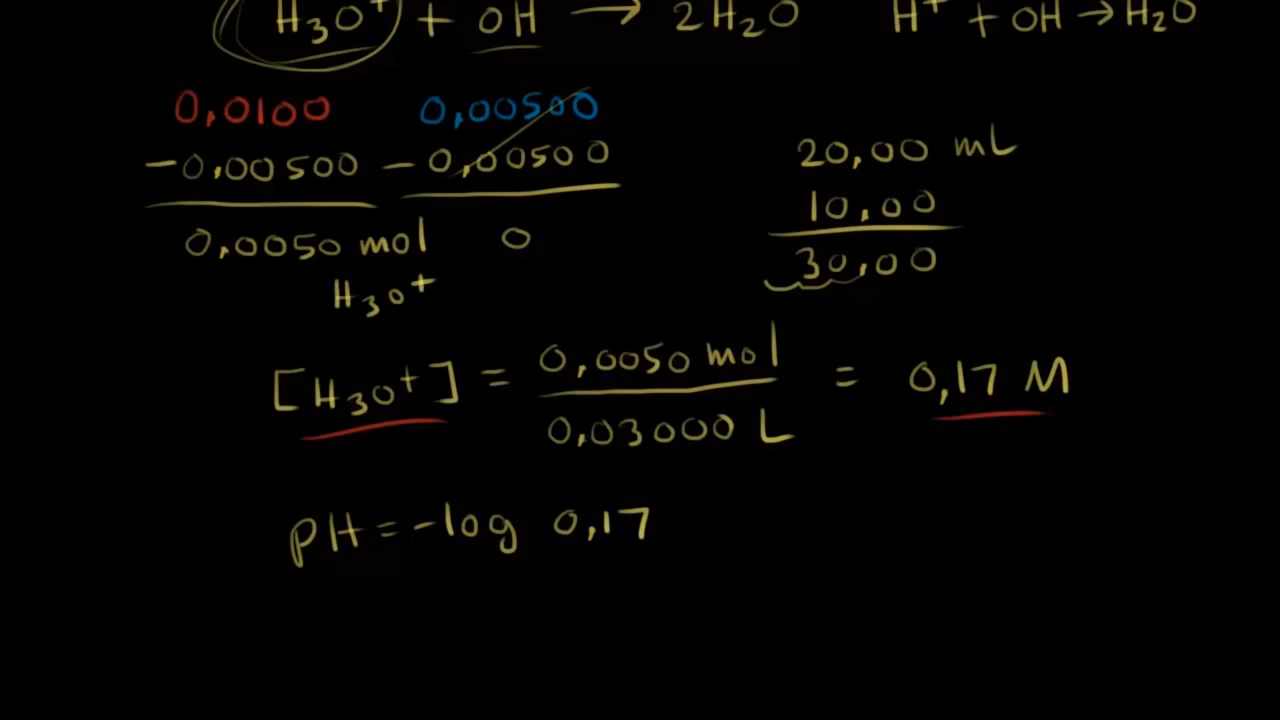 H₃O⁺ + OH → 2H₂O H⁺ + OH → H₂O
0,0100 0,00500
-0,00500 -0,00500 20,00 mL
10,00
0,0050 mol 0 30,00
H₃O⁺
[H₃O⁺] = 0,0050 mol / 0,03000 L = 0,17 M
pH = -log 0,17